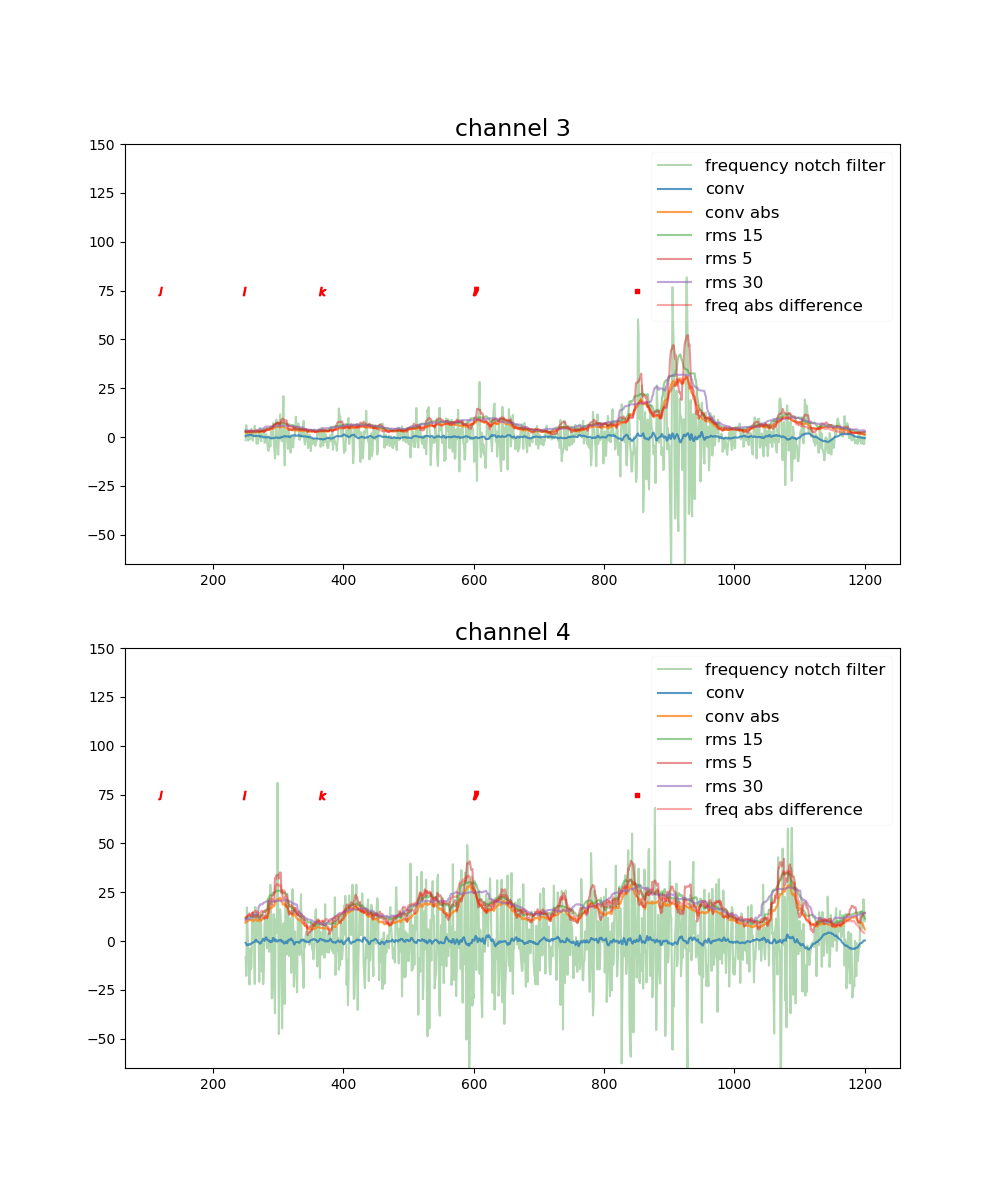 channel 3
150
125
100
75
50
25
0
−25
−50
frequency notch filter
conv
conv abs
rms 15
rms 5
rms 30
freq abs difference
J l k
200 400 600 800 1000 1200
channel 4
150
125
100
75
50
25
0
−25
−50
frequency notch filter
conv
conv abs
rms 15
rms 5
rms 30
freq abs difference
J l k
200 400 600 800 1000 1200